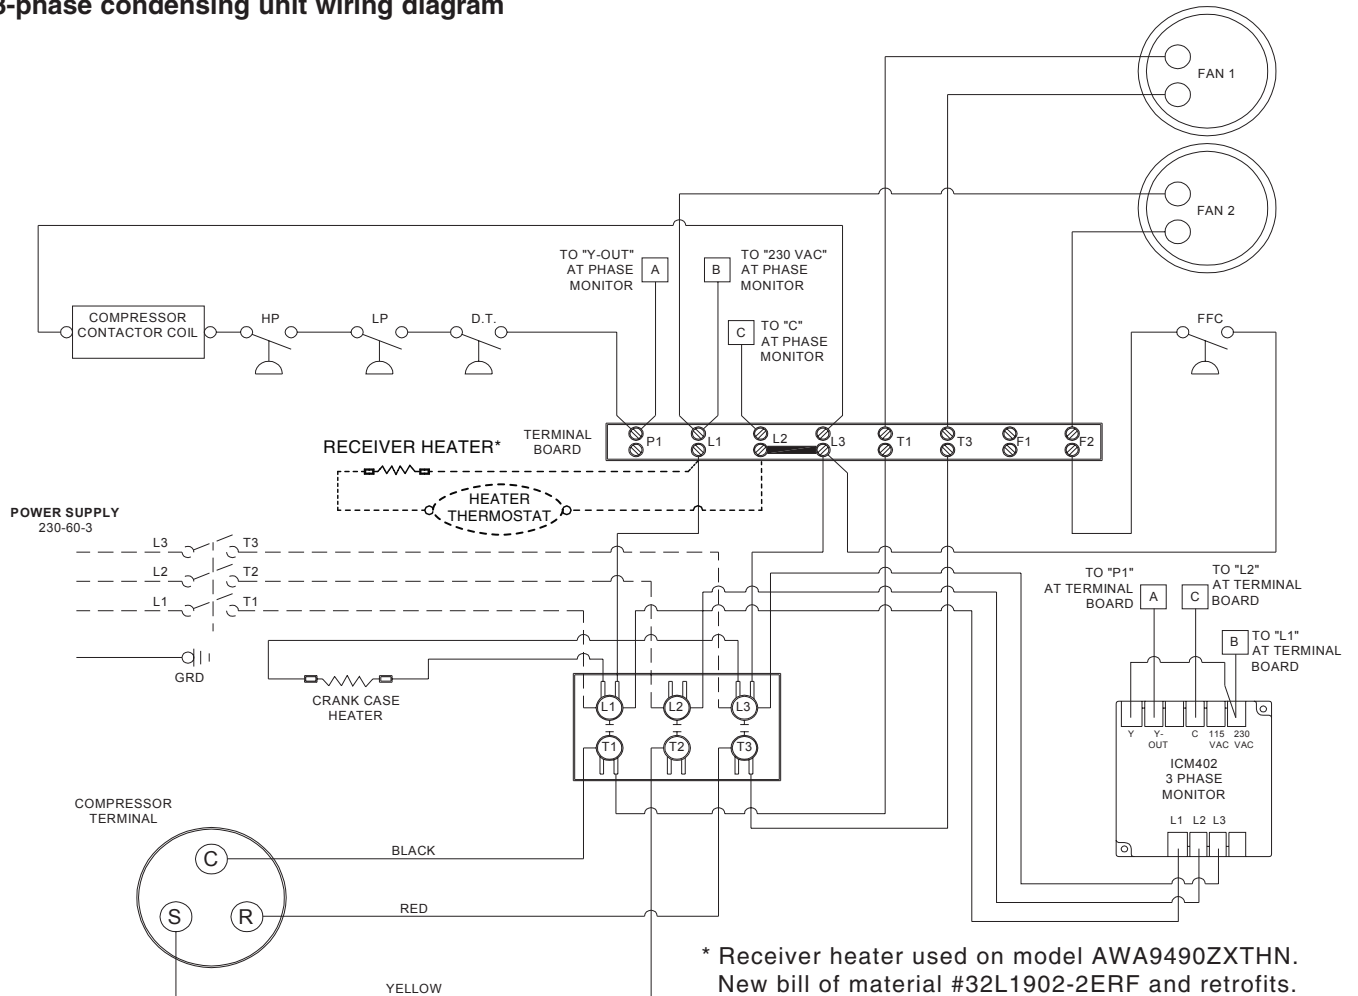 3-phase condensing unit wiring diagram
FAN 1
FAN 2
TO "Y-OUT"
AT PHASE
MONITOR
A
B
TO "230 VAC"
AT PHASE
MONITOR
C
TO "C"
AT PHASE
MONITOR
COMPRESSOR
CONTACTOR COIL
HP
LP
D.T.
FFC
TERMINAL
BOARD
P1
L1
L2
L3
T1
T3
F1
F2
RECEIVER HEATER*
HEATER
THERMOSTAT
POWER SUPPLY
230-60-3
L3
T3
L2
T2
L1
T1
GRD
CRANK CASE
HEATER
L1
L2
L3
T1
T2
T3
TO "P1"
AT TERMINAL
BOARD
A
C
TO "L2"
AT TERMINAL
BOARD
B
TO "L1"
AT TERMINAL
BOARD
Y
Y-
OUT
C
115
VAC
230
VAC
ICM402
3 PHASE
MONITOR
L1
L2
L3
COMPRESSOR
TERMINAL
C
S
R
BLACK
RED
YELLOW
* Receiver heater used on model AWA9490ZXTHN.
New bill of material #32L1902-2ERF and retrofits.